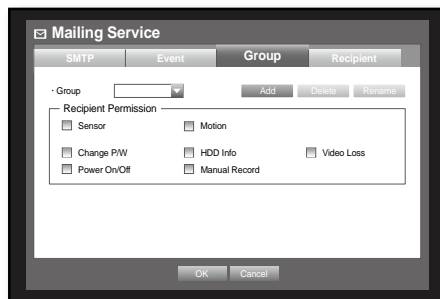 Mailing Service
SMTP Event Group Recipient
· Group Add Delete Rename
Recipient Permission
Sensor Motion
Change P/W HDD Info Video Loss
Power On/Off Manual Record
OK Cancel